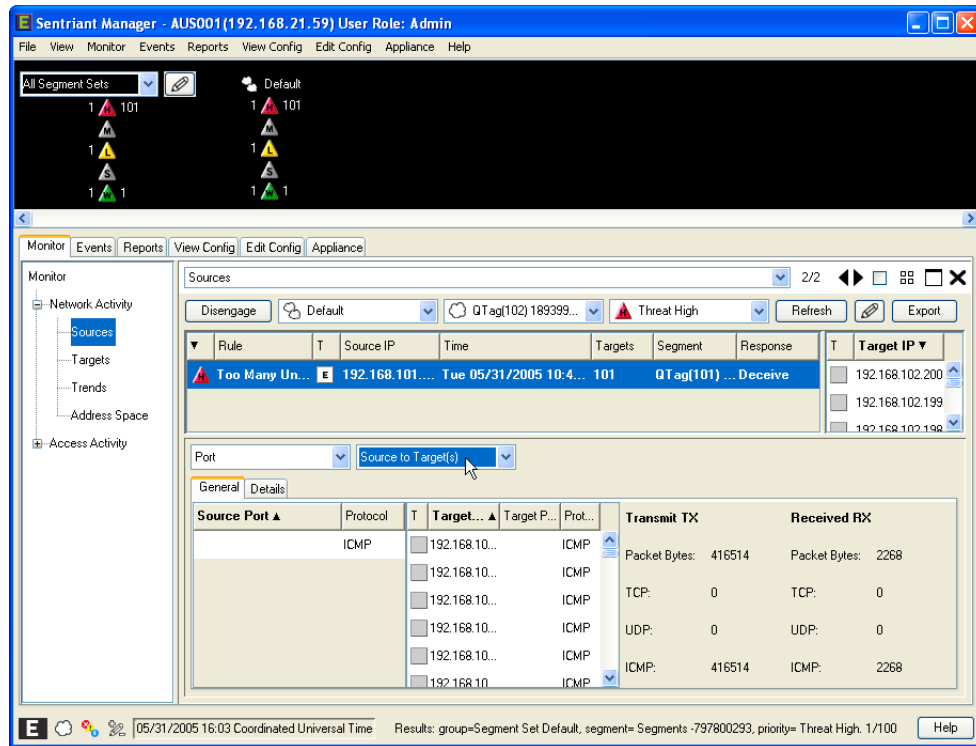 E Sentriant Manager - AUS001(192.168.21.59) User Role: Admin
File View Monitor Events Reports View Config Edit Config Appliance Help
All Segment Sets Default
1 H 101 1 H 101
M M
1 L 1 L
S S
1 W 1 1 W 1
Monitor Events Reports View Config Edit Config Appliance
Monitor
Network Activity
Sources
Targets
Trends
Address Space
Access Activity
Sources 2/2
Disengage Default QTag(102) 189399... H Threat High Refresh Export
Rule T Source IP Time Targets Segment Response T Target IP
H Too Many Un... E 192.168.101.... Tue 05/31/2005 10:4... 101 QTag(101) ... Deceive
192.168.102.200
192.168.102.199
192.168.102.198
Port Source to Target(s)
General Details
Source Port Protocol T Target... Target P... Prot...
ICMP
192.168.10... ICMP
192.168.10... ICMP
192.168.10... ICMP
192.168.10... ICMP
192.168.10... ICMP
192.168.10 ICMP
Transmit TX Received RX
Packet Bytes: 416514 Packet Bytes: 2268
TCP: 0 TCP: 0
UDP: 0 UDP: 0
ICMP: 416514 ICMP: 2268
E 05/31/2005 16:03 Coordinated Universal Time Results: group=Segment Set Default, segment= Segments -797800293, priority= Threat High. 1/100 Help